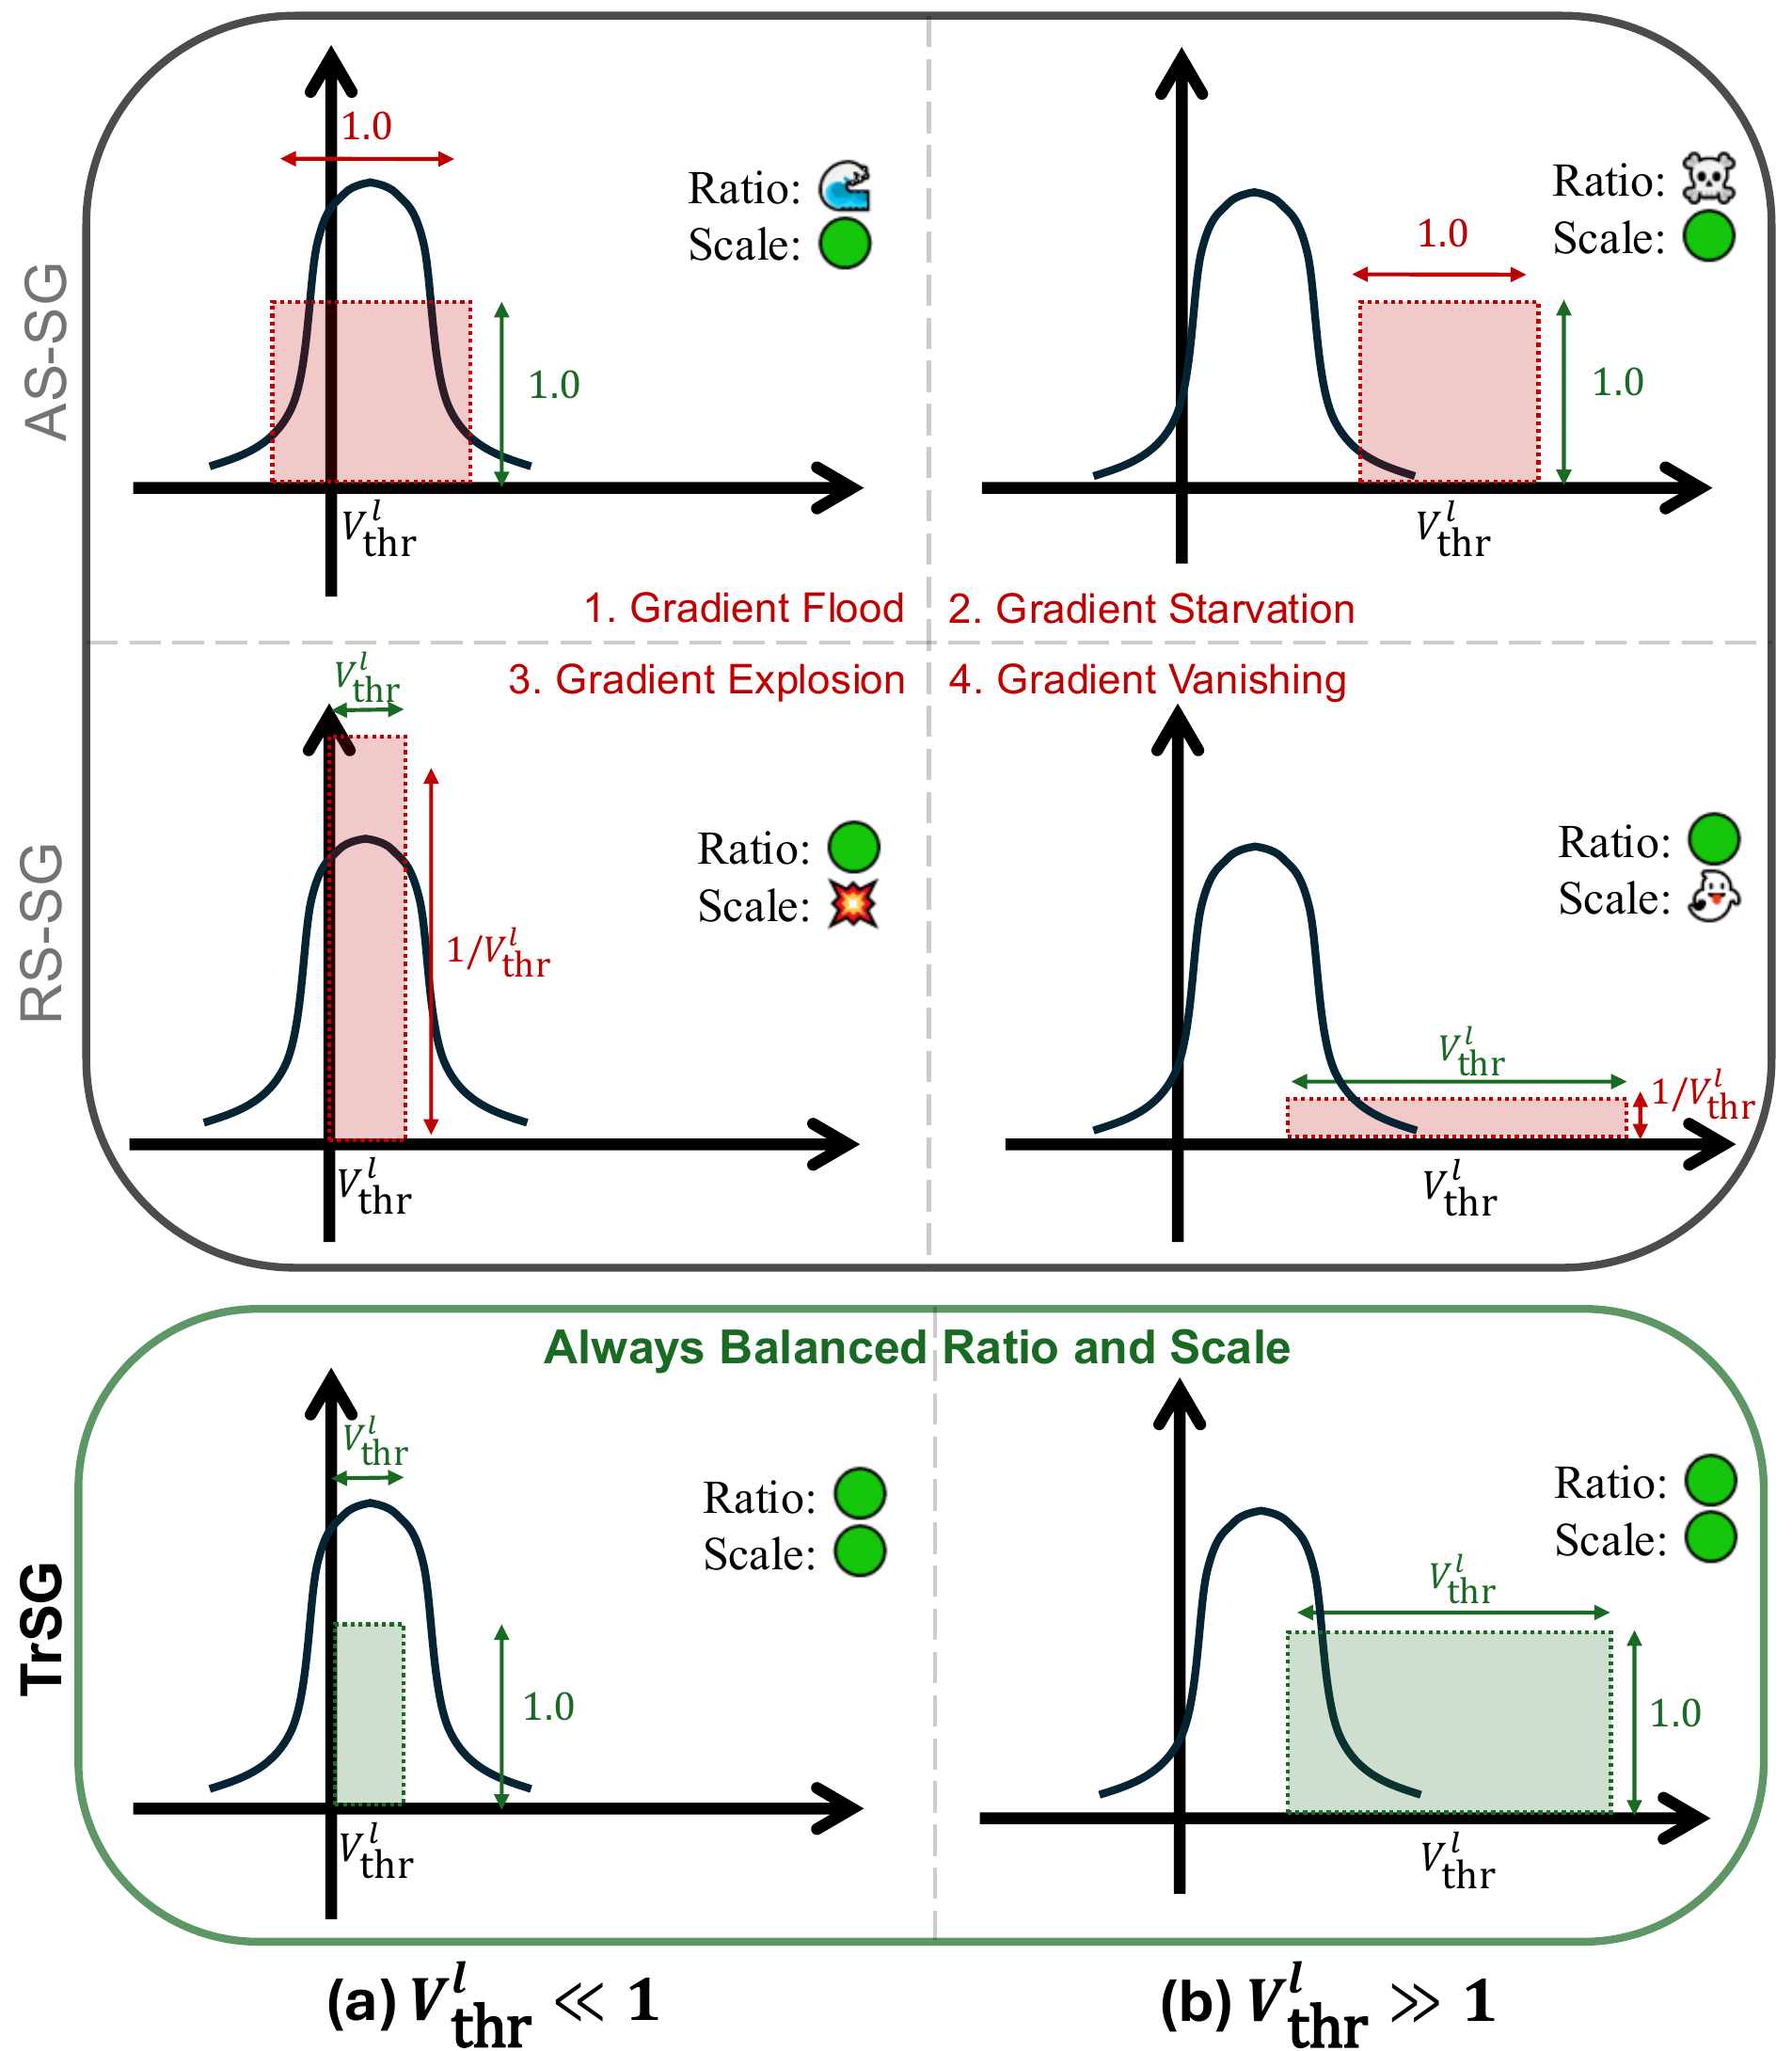 AS-SG
1.0
Ratio:
Scale:
1.0
V^l_thr
1. Gradient Flood
Ratio:
Scale:
1.0
1.0
V^l_thr
2. Gradient Starvation
RS-SG
3. Gradient Explosion
V^l_thr
Ratio:
Scale:
1/V^l_thr
V^l_thr
4. Gradient Vanishing
Ratio:
Scale:
V^l_thr
1/V^l_thr
V^l_thr
Always Balanced Ratio and Scale
TrSG
V^l_thr
Ratio:
Scale:
1.0
V^l_thr
Ratio:
Scale:
V^l_thr
1.0
V^l_thr
(a) V^l_thr ≪ 1
(b) V^l_thr ≫ 1